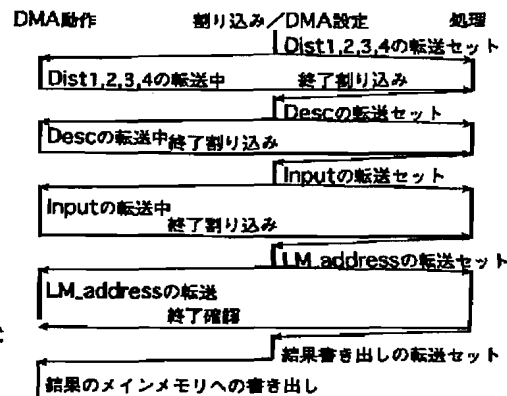 DMA動作 割り込み/DMA設定 処理
Dist1,2,3,4の転送セット
Dist1,2,3,4の転送中 終了割り込み
Descの転送セット
Descの転送中終了割り込み
Inputの転送セット
Inputの転送中
終了割り込み
LM_addressの転送セット
LM_addressの転送
終了確認
結果書き出しの転送セット
結果のメインメモリへの書き出し